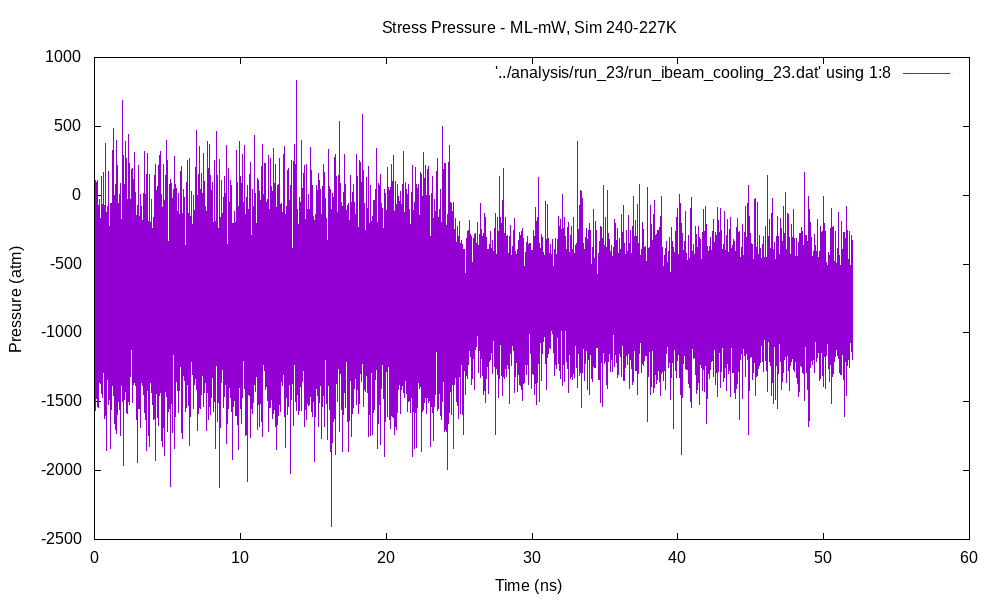 Stress Pressure - ML-mW, Sim 240-227K
'../analysis/run_23/run_ibeam_cooling_23.dat' using 1:8
1000
500
0
-500
-1000
-1500
-2000
-2500
Pressure (atm)
0 10 20 30 40 50 60
Time (ns)